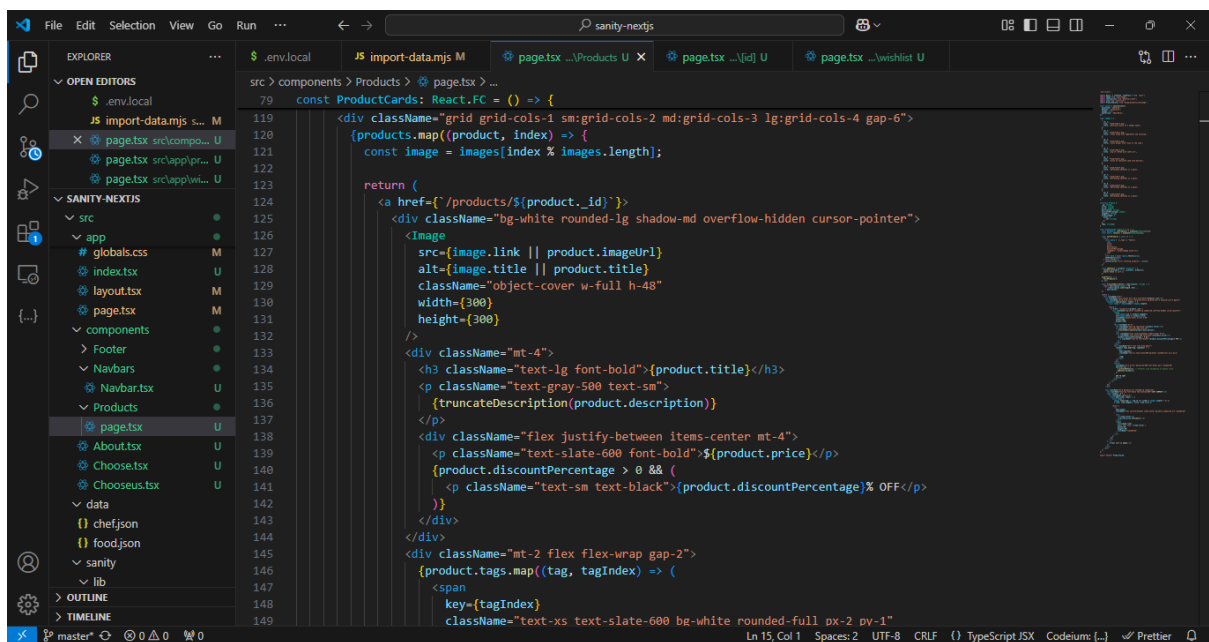 File Edit Selection View Go Run ··· sanity-nextjs
EXPLORER
OPEN EDITORS
$ .env.local
JS import-data.mjs s... M
page.tsx src\compo... U
page.tsx src\app\pr... U
page.tsx src\app\wi... U
SANITY-NEXTJS
src
app
# globals.css M
index.tsx U
layout.tsx M
page.tsx M
components
Footer
Navbars
Navbar.tsx U
Products
page.tsx U
About.tsx U
Choose.tsx U
Chooseus.tsx U
data
{} chef.json
{} food.json
sanity
lib
OUTLINE
TIMELINE
$ .env.local JS import-data.mjs M page.tsx ...\Products U page.tsx ...\[id] U page.tsx ...\wishlist U
src > components > Products > page.tsx > ...
79 const ProductCards: React.FC = () => {
119 <div className="grid grid-cols-1 sm:grid-cols-2 md:grid-cols-3 lg:grid-cols-4 gap-6">
120 {products.map((product, index) => {
121 const image = images[index % images.length];
122
123 return (
124 <a href={`/products/${product._id}`}>
125 <div className="bg-white rounded-lg shadow-md overflow-hidden cursor-pointer">
126 <Image
127 src={image.link || product.imageUrl}
128 alt={image.title || product.title}
129 className="object-cover w-full h-48"
130 width={300}
131 height={300}
132 />
133 <div className="mt-4">
134 <h3 className="text-lg font-bold">{product.title}</h3>
135 <p className="text-gray-500 text-sm">
136 {truncateDescription(product.description)}
137 </p>
138 <div className="flex justify-between items-center mt-4">
139 <p className="text-slate-600 font-bold">${product.price}</p>
140 {product.discountPercentage > 0 && (
141 <p className="text-sm text-black">{product.discountPercentage}% OFF</p>
142 )}
143 </div>
144 </div>
145 <div className="mt-2 flex flex-wrap gap-2">
146 {product.tags.map((tag, tagIndex) => (
147 <span
148 key={tagIndex}
149 className="text-xs text-slate-600 bg-white rounded-full px-2 py-1"
master* 0 0 0 Ln 15, Col 1 Spaces: 2 UTF-8 CRLF {} TypeScript JSX Codeium: {...} Prettier